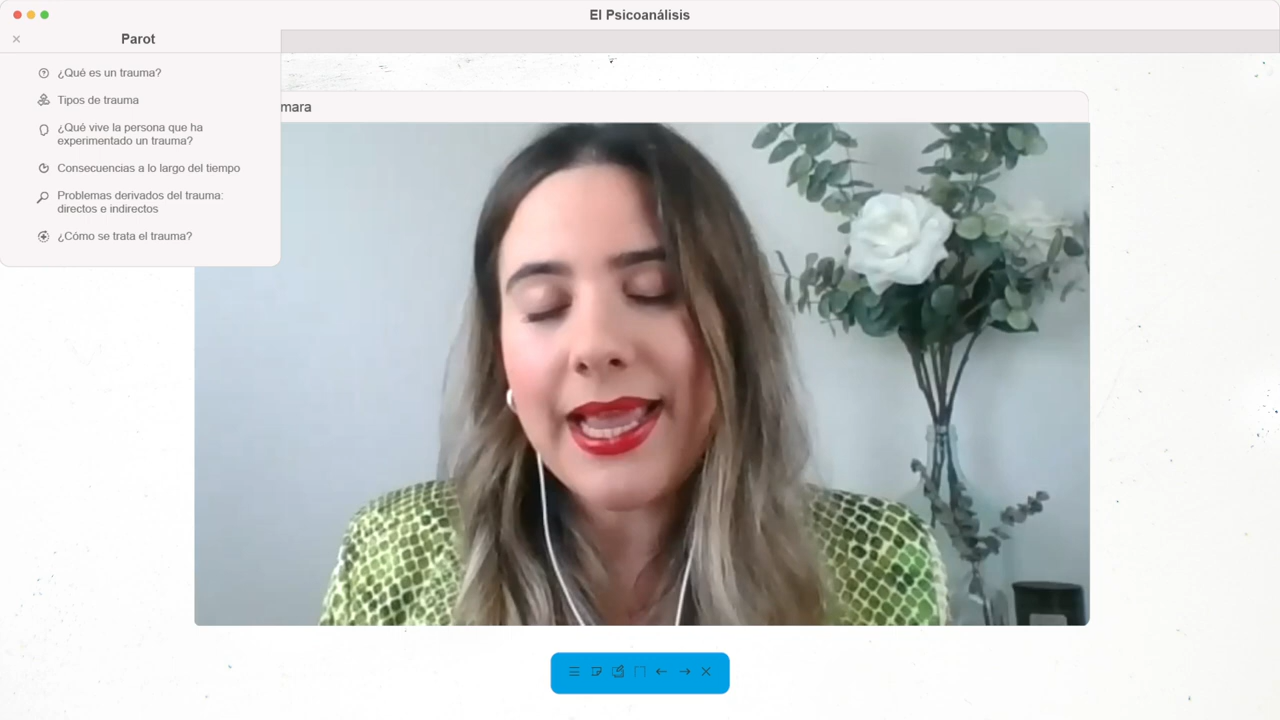 El Psicoanálisis
Parot
¿Qué es un trauma?
Tipos de trauma
¿Qué vive la persona que ha
experimentado un trauma?
Consecuencias a lo largo del tiempo
Problemas derivados del trauma:
directos e indirectos
¿Cómo se trata el trauma?
mara